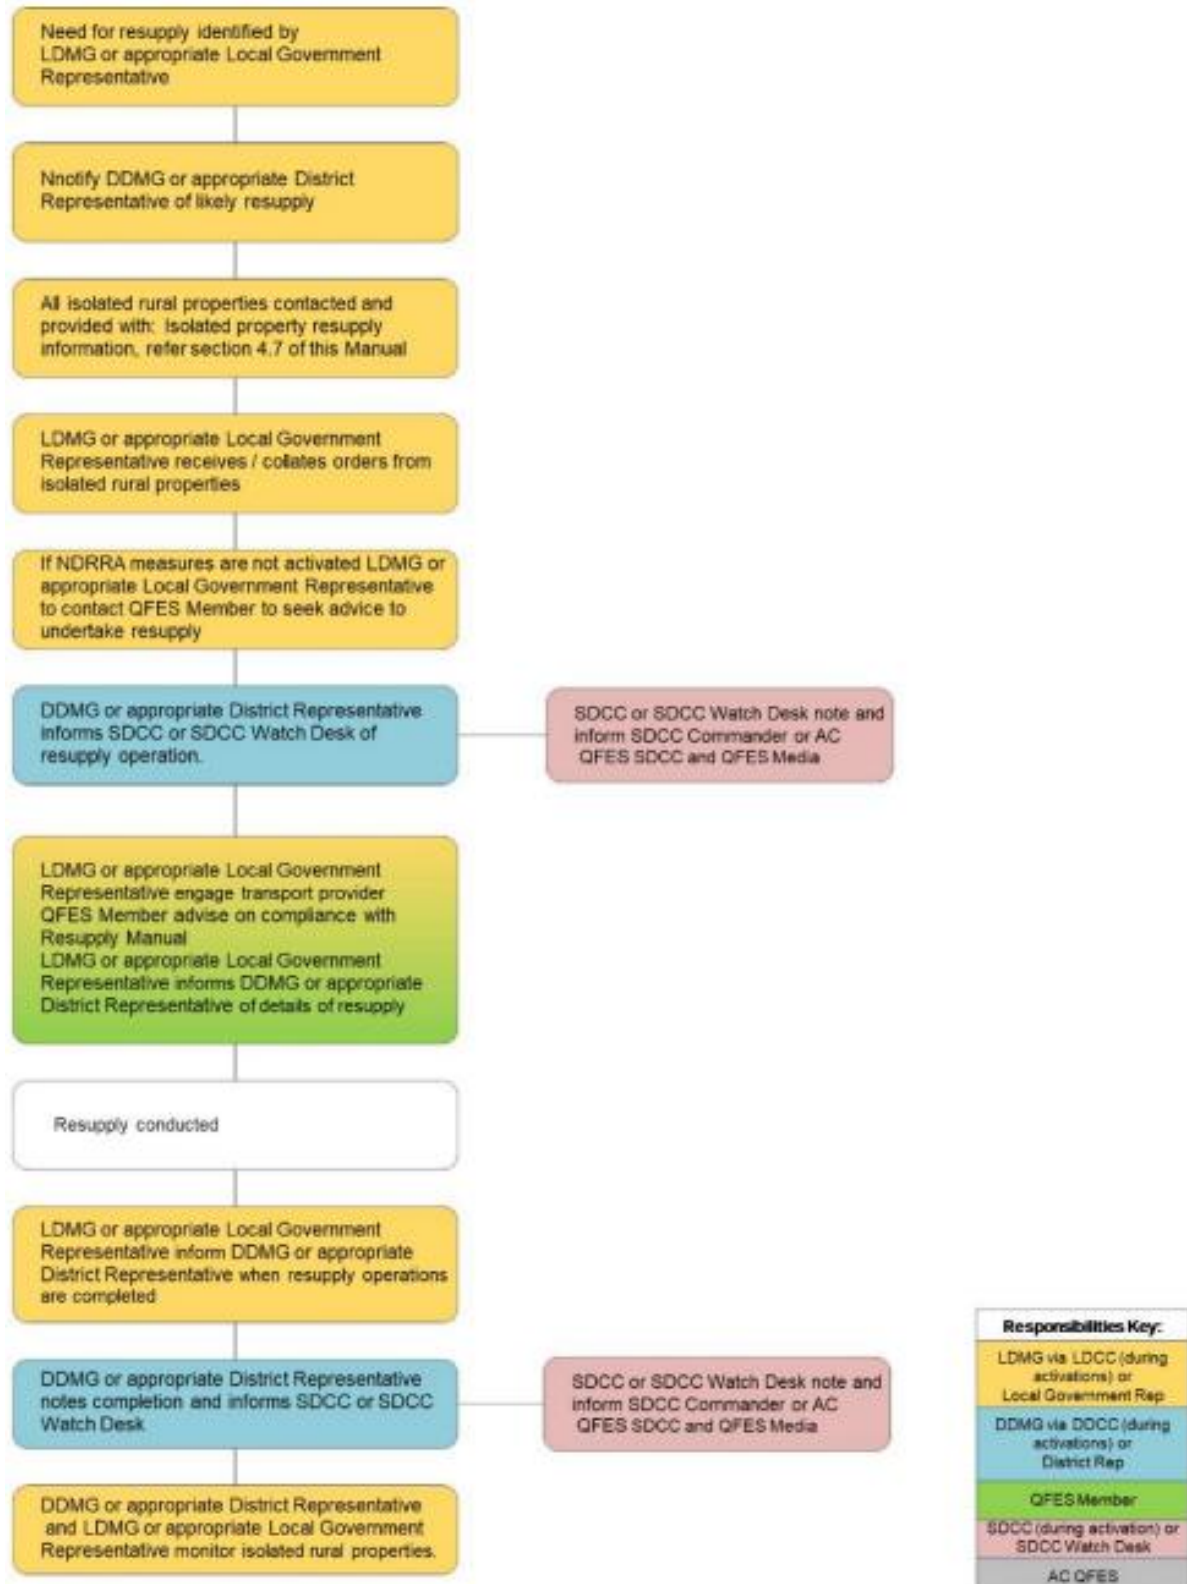 Need for resupply identified by
LDMG or appropriate Local Government
Representative
Nnotify DDMG or appropriate District
Representative of likely resupply
All isolated rural properties contacted and
provided with: Isolated property resupply
information, refer section 4.7 of this Manual
LDMG or appropriate Local Government
Representative receives / collates orders from
isolated rural properties
If NDRRA measures are not activated LDMG or
appropriate Local Government Representative
to contact QFES Member to seek advice to
undertake resupply
DDMG or appropriate District Representative
informs SDCC or SDCC Watch Desk of
resupply operation.
SDCC or SDCC Watch Desk note and
inform SDCC Commander or AC
QFES SDCC and QFES Media
LDMG or appropriate Local Government
Representative engage transport provider
QFES Member advise on compliance with
Resupply Manual
LDMG or appropriate Local Government
Representative informs DDMG or appropriate
District Representative of details of resupply
Resupply conducted
LDMG or appropriate Local Government
Representative inform DDMG or appropriate
District Representative when resupply operations
are completed
DDMG or appropriate District Representative
notes completion and informs SDCC or SDCC
Watch Desk
SDCC or SDCC Watch Desk note and
inform SDCC Commander or AC
QFES SDCC and QFES Media
DDMG or appropriate District Representative
and LDMG or appropriate Local Government
Representative monitor isolated rural properties.
Responsibilities Key:
LDMG via LDCC (during
activations) or
Local Government Rep
DDMG via DDCC (during
activations) or
District Rep
QFES Member
SDCC (during activation) or
SDCC Watch Desk
AC QFES